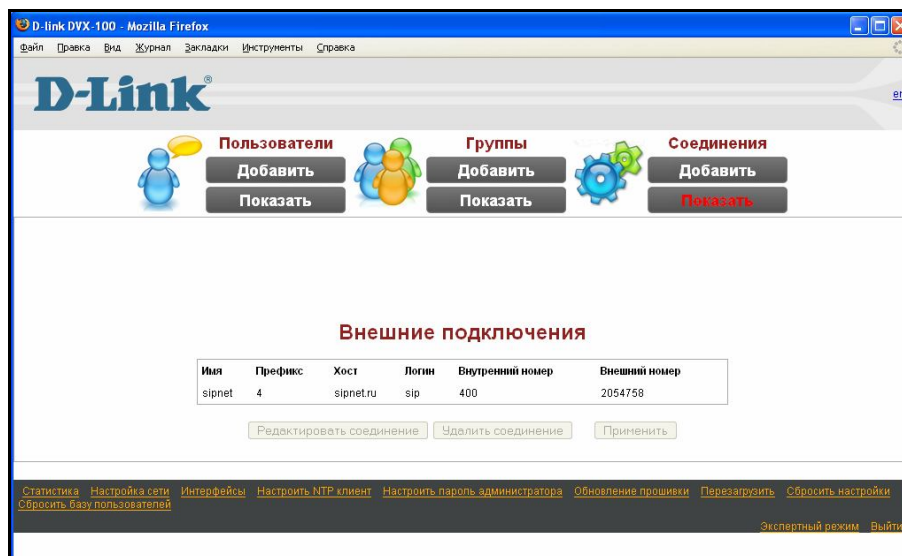 D-link DVX-100 - Mozilla Firefox
Файл Правка Вид Журнал Закладки Инструменты Справка
D-Link®
en
Пользователи
Добавить
Показать
Группы
Добавить
Показать
Соединения
Добавить
Показать
Внешние подключения
Имя Префикс Хост Логин Внутренний номер Внешний номер
sipnet 4 sipnet.ru sip 400 2054758
Редактировать соединение Удалить соединение Применить
Статистика Настройка сети Интерфейсы Настроить NTP клиент Настроить пароль администратора Обновление прошивки Перезагрузить Сбросить настройки
Сбросить базу пользователей
Экспертный режим Выйти